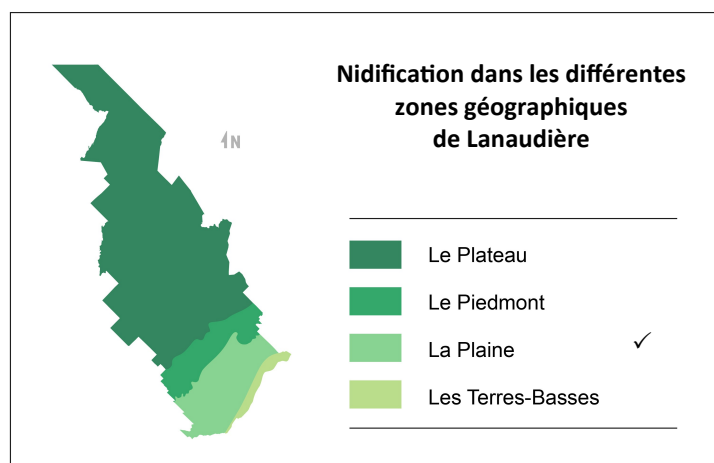 Nidification dans les différentes
zones géographiques
de Lanaudière
N
Le Plateau
Le Piedmont
La Plaine ✓
Les Terres-Basses